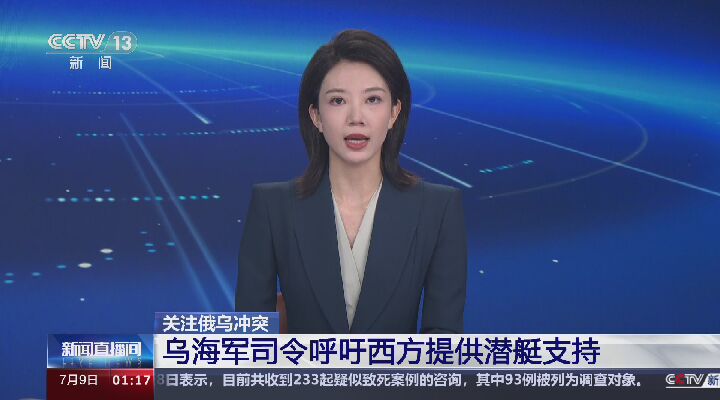 CCTV 13
新闻
关注俄乌冲突
新闻直播间
乌海军司令呼吁西方提供潜艇支持
7月9日
01:17
8日表示，目前共收到233起疑似致死案例的咨询，其中93例被列为调查对象。
CCTV 新